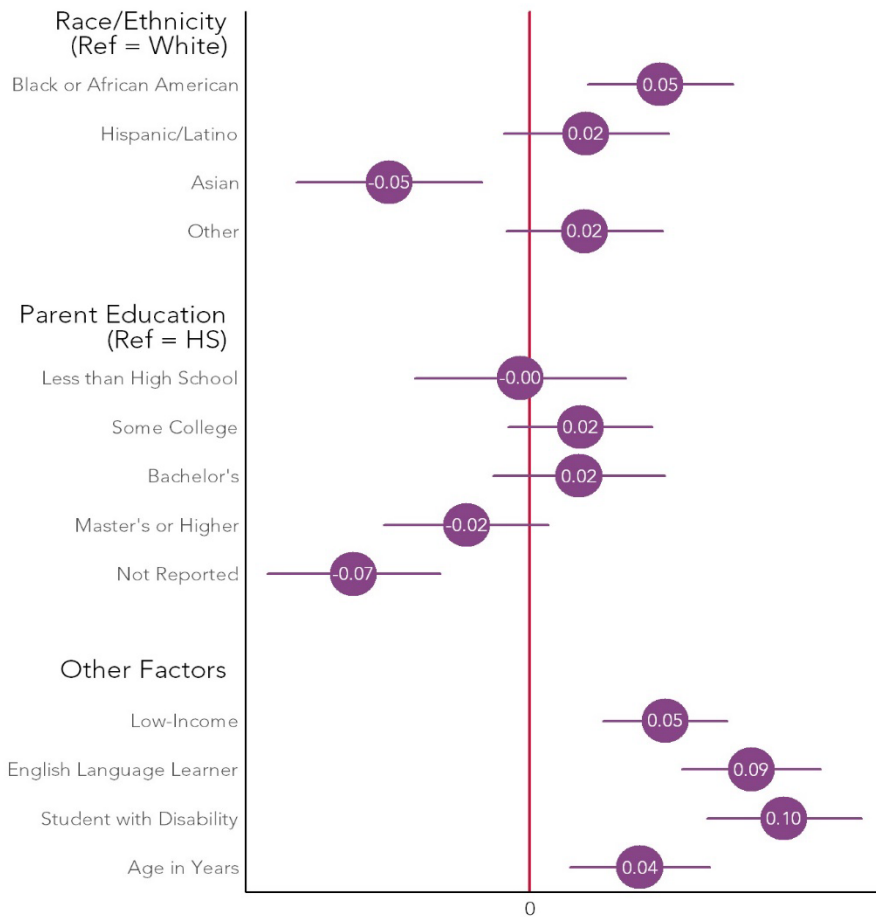 Race/Ethnicity
(Ref = White)
Black or African American 0.05
Hispanic/Latino 0.02
Asian -0.05
Other 0.02
Parent Education
(Ref = HS)
Less than High School -0.00
Some College 0.02
Bachelor's 0.02
Master's or Higher -0.02
Not Reported -0.07
Other Factors
Low-Income 0.05
English Language Learner 0.09
Student with Disability 0.10
Age in Years 0.04
0